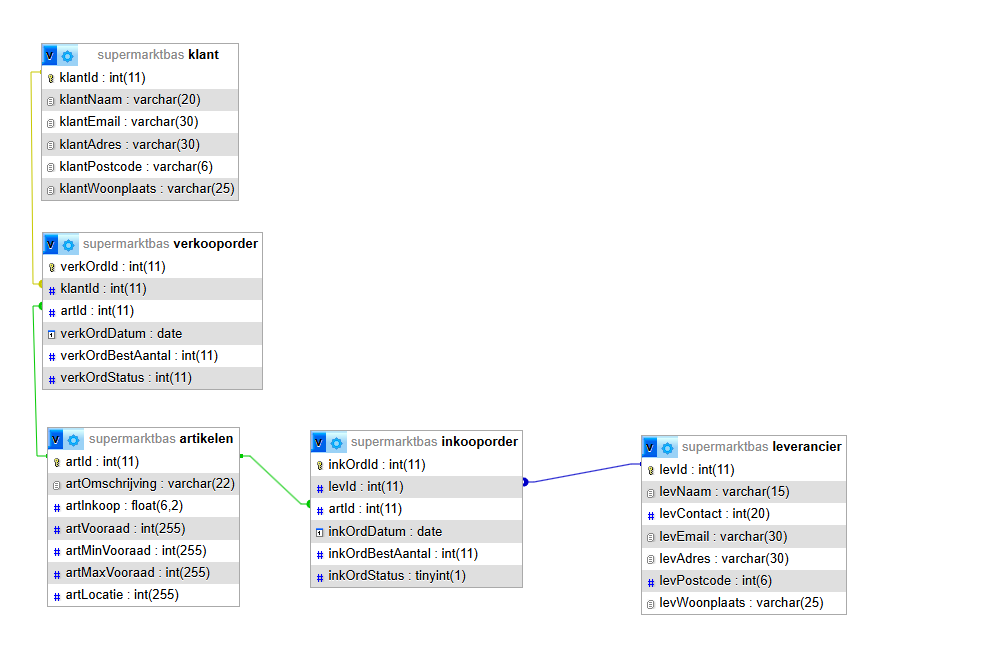 V supermarktbas klant
klantId : int(11)
klantNaam : varchar(20)
klantEmail : varchar(30)
klantAdres : varchar(30)
klantPostcode : varchar(6)
klantWoonplaats : varchar(25)
V supermarktbas verkooporder
verkOrdId : int(11)
# klantId : int(11)
# artId : int(11)
verkOrdDatum : date
# verkOrdBestAantal : int(11)
# verkOrdStatus : int(11)
V supermarktbas artikelen
artId : int(11)
artOmschrijving : varchar(22)
# artInkoop : float(6,2)
# artVooraad : int(255)
# artMinVooraad : int(255)
# artMaxVooraad : int(255)
# artLocatie : int(255)
V supermarktbas inkooporder
inkOrdId : int(11)
# levId : int(11)
# artId : int(11)
inkOrdDatum : date
# inkOrdBestAantal : int(11)
# inkOrdStatus : tinyint(1)
V supermarktbas leverancier
levId : int(11)
levNaam : varchar(15)
# levContact : int(20)
levEmail : varchar(30)
levAdres : varchar(30)
# levPostcode : int(6)
levWoonplaats : varchar(25)